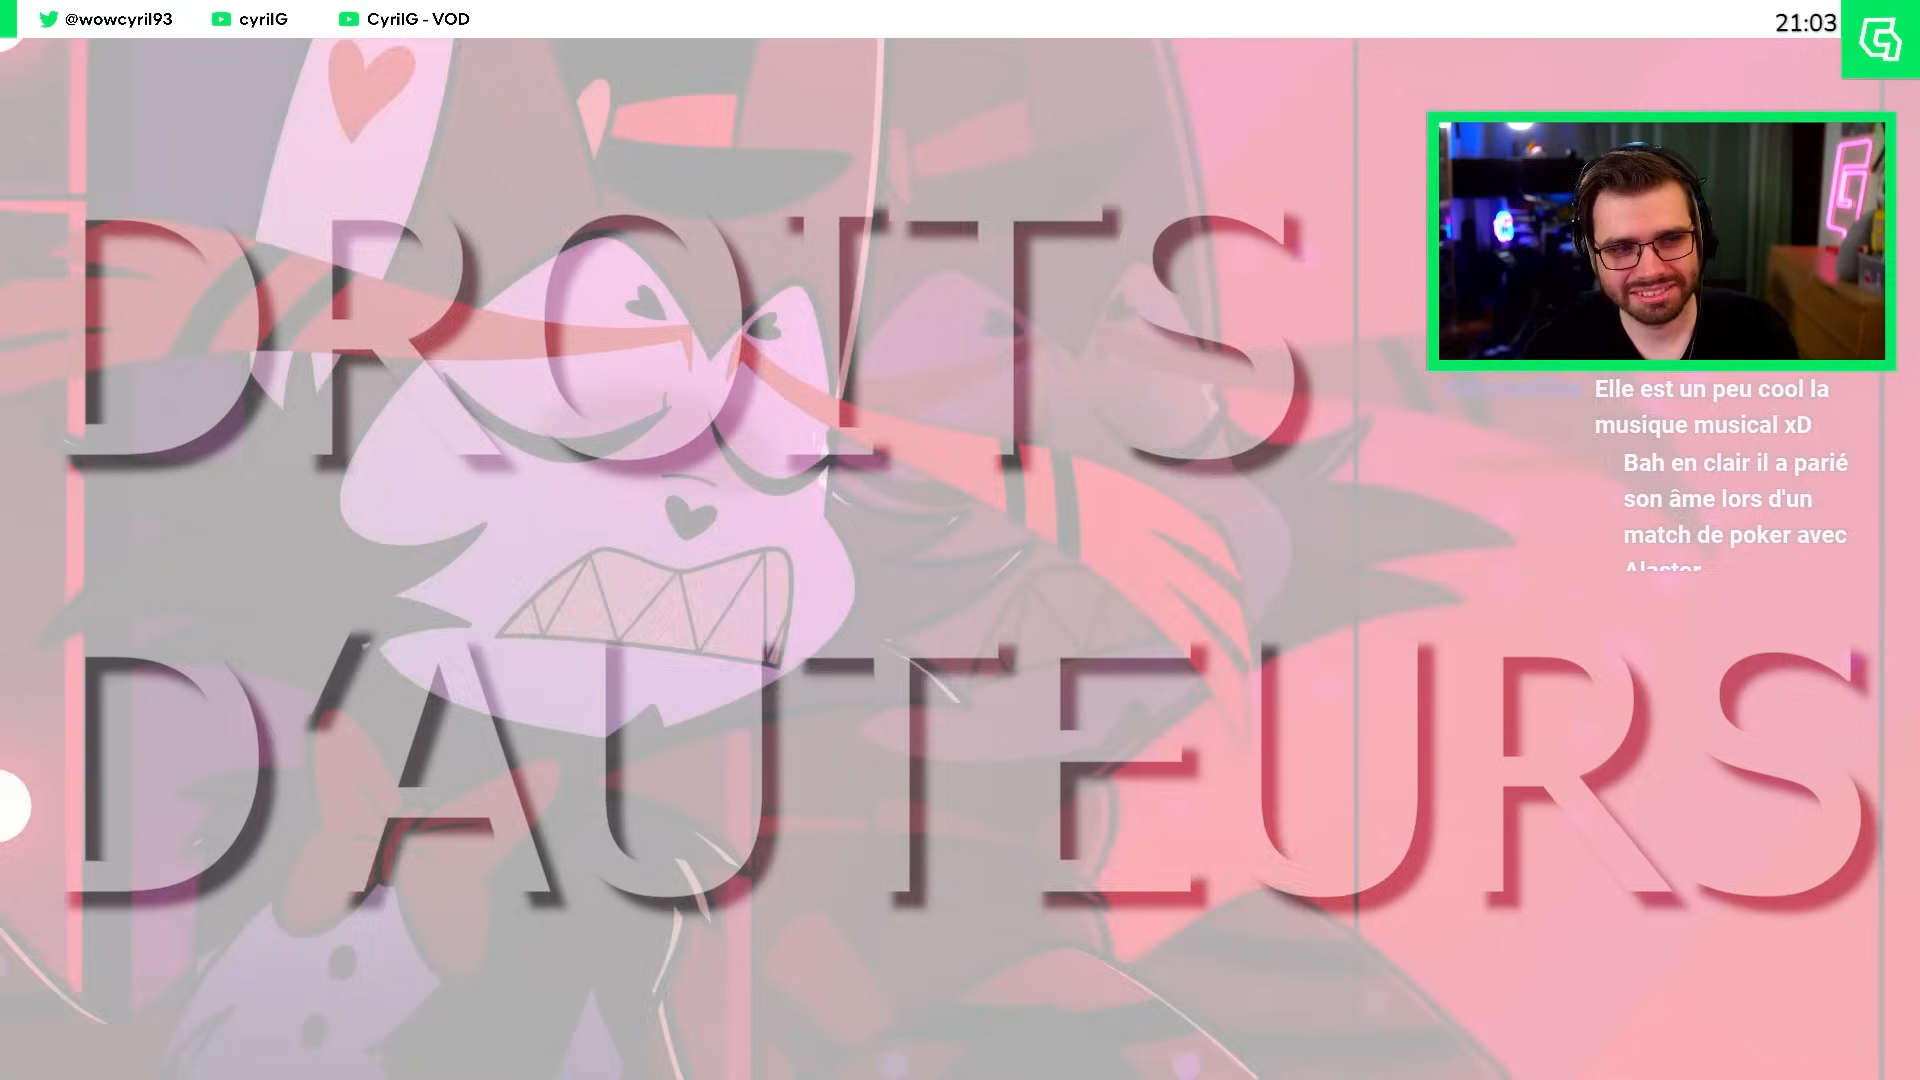 @wowcyril93 cyrilG CyrilG - VOD
21:03
DROITS
D'AUTEURS
Elle est un peu cool la
musique musical xD
Bah en clair il a parié
son âme lors d'un
match de poker avec
Alastor